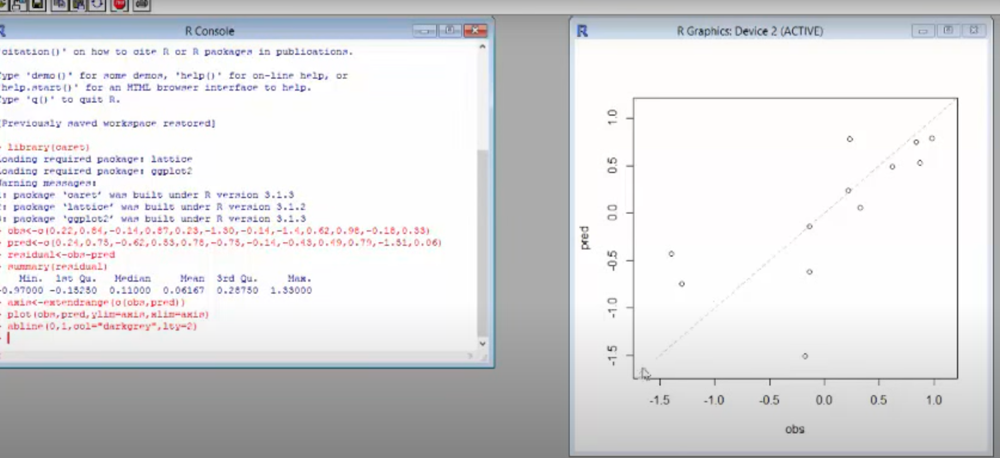 R Console
citation()' on how to cite R or R packages in publications.
Type 'demo()' for some demos, 'help()' for on-line help, or
'help.start()' for an HTML browser interface to help.
Type 'q()' to quit R.
[Previously saved workspace restored]
> library(caret)
Loading required package: lattice
Loading required package: ggplot2
Warning messages:
1: package ‘caret’ was built under R version 3.1.3
2: package ‘lattice’ was built under R version 3.1.2
3: package ‘ggplot2’ was built under R version 3.1.3
> obs<-c(0.22,0.84,-0.14,0.87,0.23,-1.30,-0.14,-1.4,0.62,0.98,-0.18,0.33)
> pred<-c(0.24,0.75,-0.62,0.53,0.78,-0.75,-0.14,-0.43,0.49,0.79,-1.51,0.06)
> residual<-obs-pred
> summary(residual)
Min. 1st Qu. Median Mean 3rd Qu. Max.
-0.97000 -0.15250 0.11000 0.06167 0.28750 1.33000
> axis<-extendrange(c(obs,pred))
> plot(obs,pred,ylim=axis,xlim=axis)
> abline(0,1,col="darkgrey",lty=2)
>
R Graphics: Device 2 (ACTIVE)
1.0
0.5
0.0
-0.5
-1.0
-1.5
pred
-1.5 -1.0 -0.5 0.0 0.5 1.0
obs